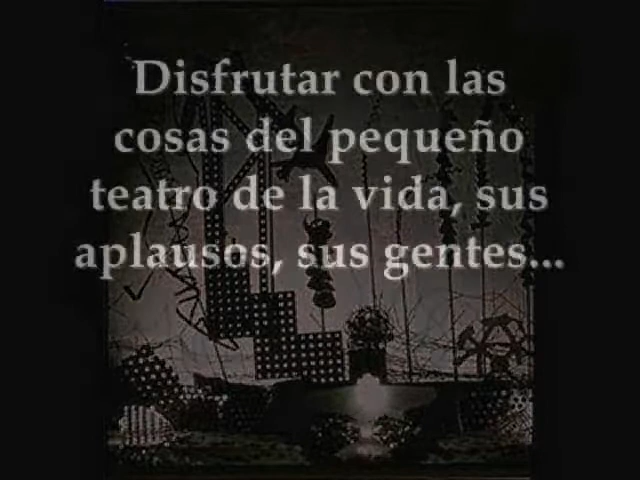 Disfrutar con las
cosas del pequeño
teatro de la vida, sus
aplausos, sus gentes...